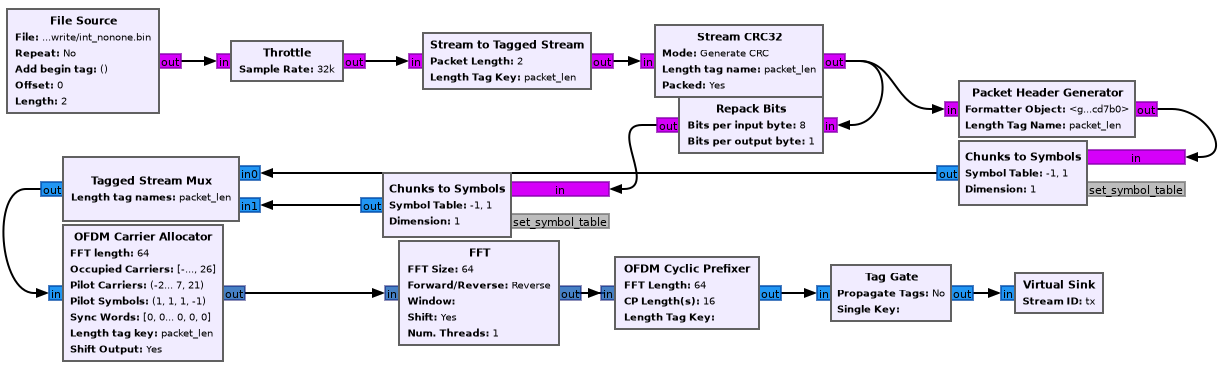 File Source
File: ...write/int_nonone.bin
Repeat: No
Add begin tag: ()
Offset: 0
Length: 2
out
in
Throttle
Sample Rate: 32k
out
in
Stream to Tagged Stream
Packet Length: 2
Length Tag Key: packet_len
out
in
Stream CRC32
Mode: Generate CRC
Length tag name: packet_len
Packed: Yes
out
in
Packet Header Generator
Formatter Object: <g...cd7b0>
Length Tag Name: packet_len
out
out
Repack Bits
Bits per input byte: 8
Bits per output byte: 1
in
out
Chunks to Symbols
Symbol Table: -1, 1
Dimension: 1
in
set_symbol_table
out
Tagged Stream Mux
Length tag names: packet_len
in0
in1
out
Chunks to Symbols
Symbol Table: -1, 1
Dimension: 1
in
set_symbol_table
in
OFDM Carrier Allocator
FFT length: 64
Occupied Carriers: [-..., 26]
Pilot Carriers: (-2... 7, 21)
Pilot Symbols: (1, 1, 1, -1)
Sync Words: [0, 0... 0, 0, 0]
Length tag key: packet_len
Shift Output: Yes
out
in
FFT
FFT Size: 64
Forward/Reverse: Reverse
Window:
Shift: Yes
Num. Threads: 1
out
in
OFDM Cyclic Prefixer
FFT Length: 64
CP Length(s): 16
Length Tag Key:
out
in
Tag Gate
Propagate Tags: No
Single Key:
out
in
Virtual Sink
Stream ID: tx